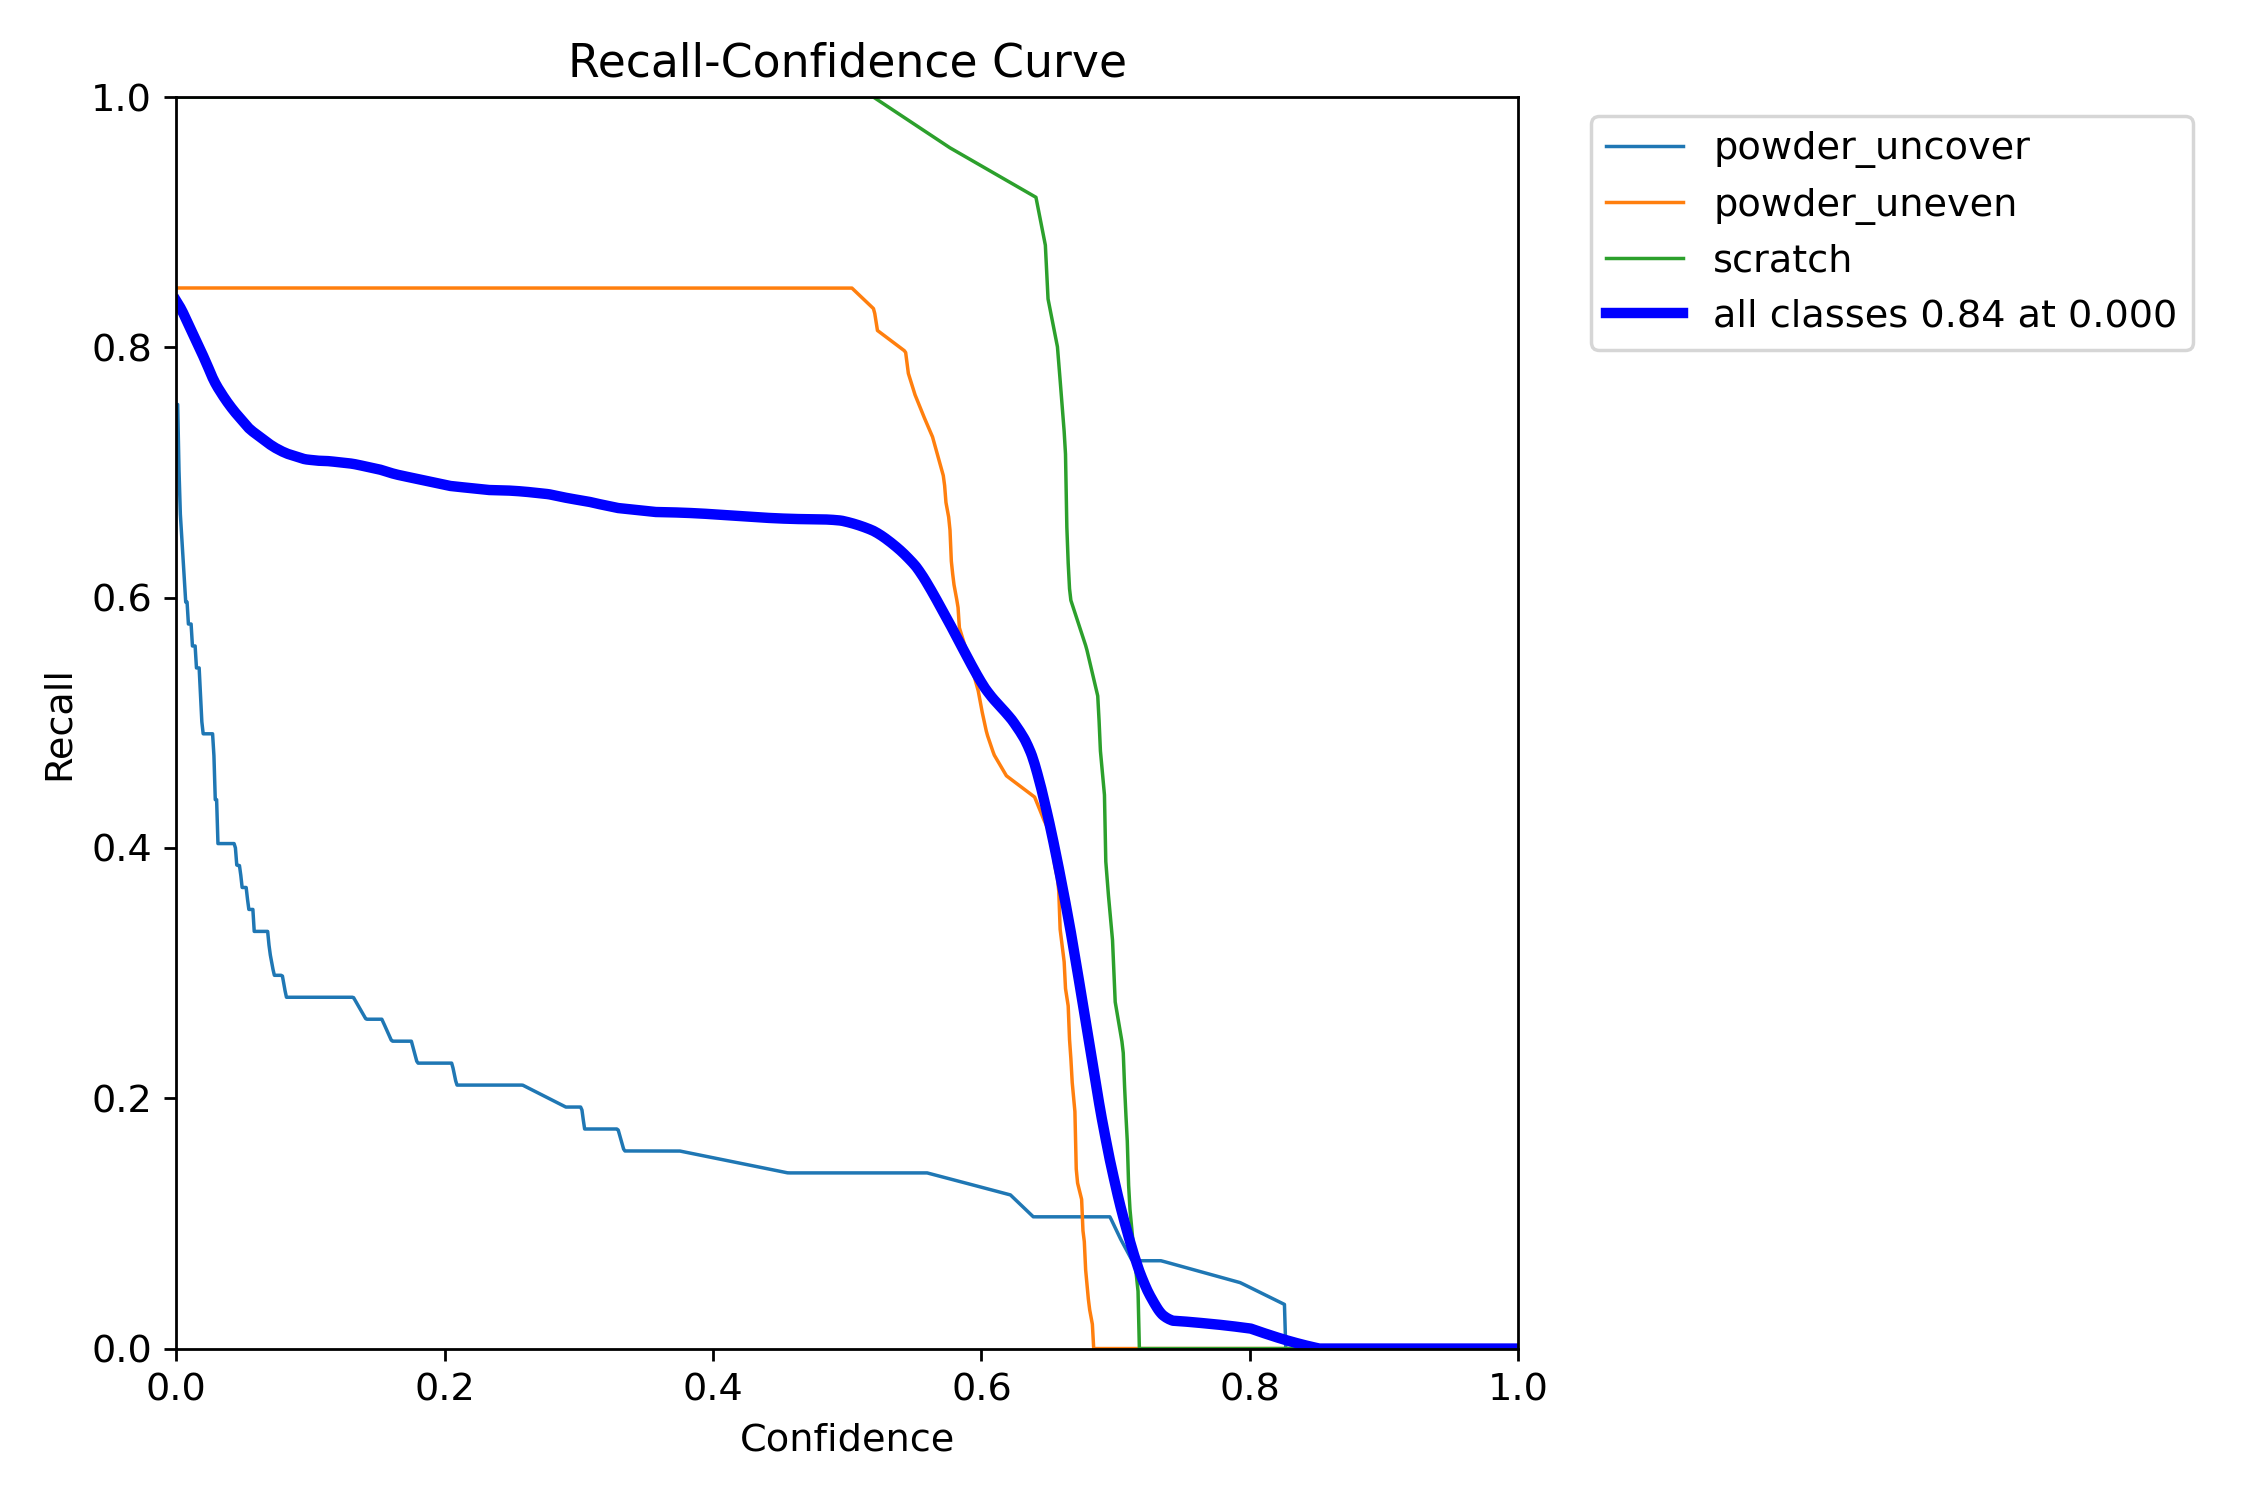 Recall-Confidence Curve
1.0
0.8
0.6
0.4
0.2
0.0
Recall
0.0 0.2 0.4 0.6 0.8 1.0
Confidence
powder_uncover
powder_uneven
scratch
all classes 0.84 at 0.000